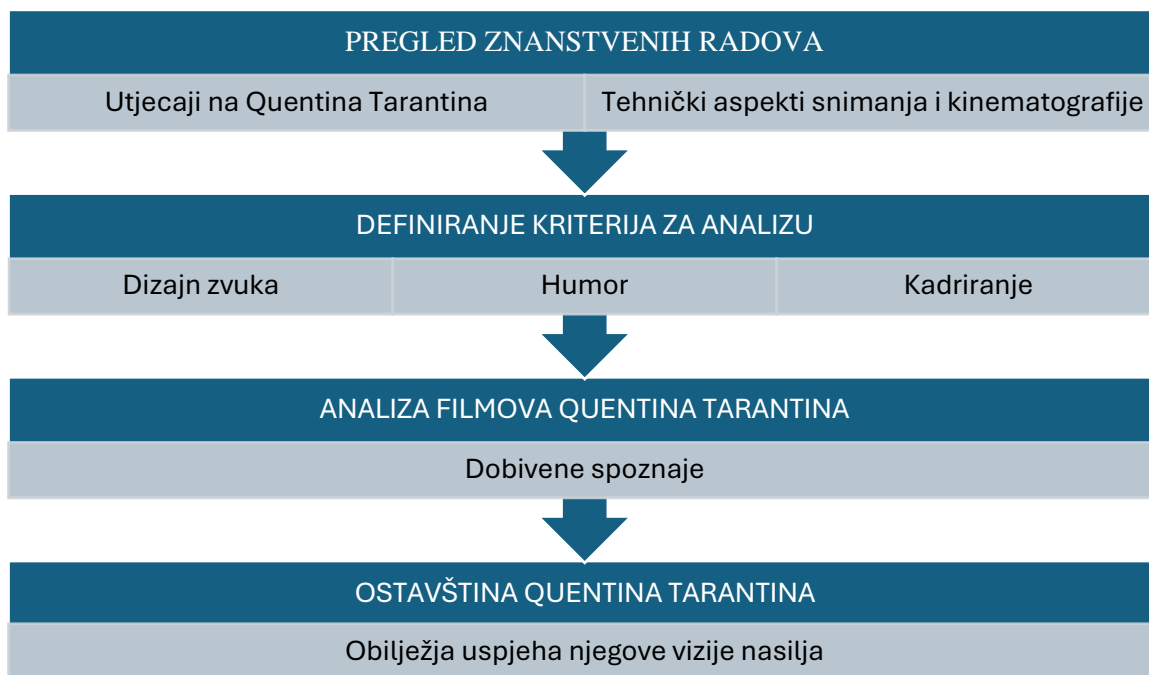 PREGLED ZNANSTVENIH RADOVA
Utjecaji na Quentina Tarantina
Tehnički aspekti snimanja i kinematografije
DEFINIRANJE KRITERIJA ZA ANALIZU
Dizajn zvuka
Humor
Kadriranje
ANALIZA FILMOVA QUENTINA TARANTINA
Dobivene spoznaje
OSTAVŠTINA QUENTINA TARANTINA
Obilježja uspjeha njegove vizije nasilja